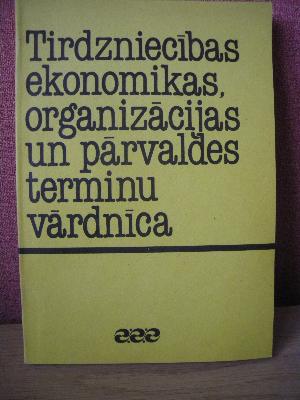 Tirdzniecības
ekonomikas,
organizācijas
un pārvaldes
terminu
vārdnīca